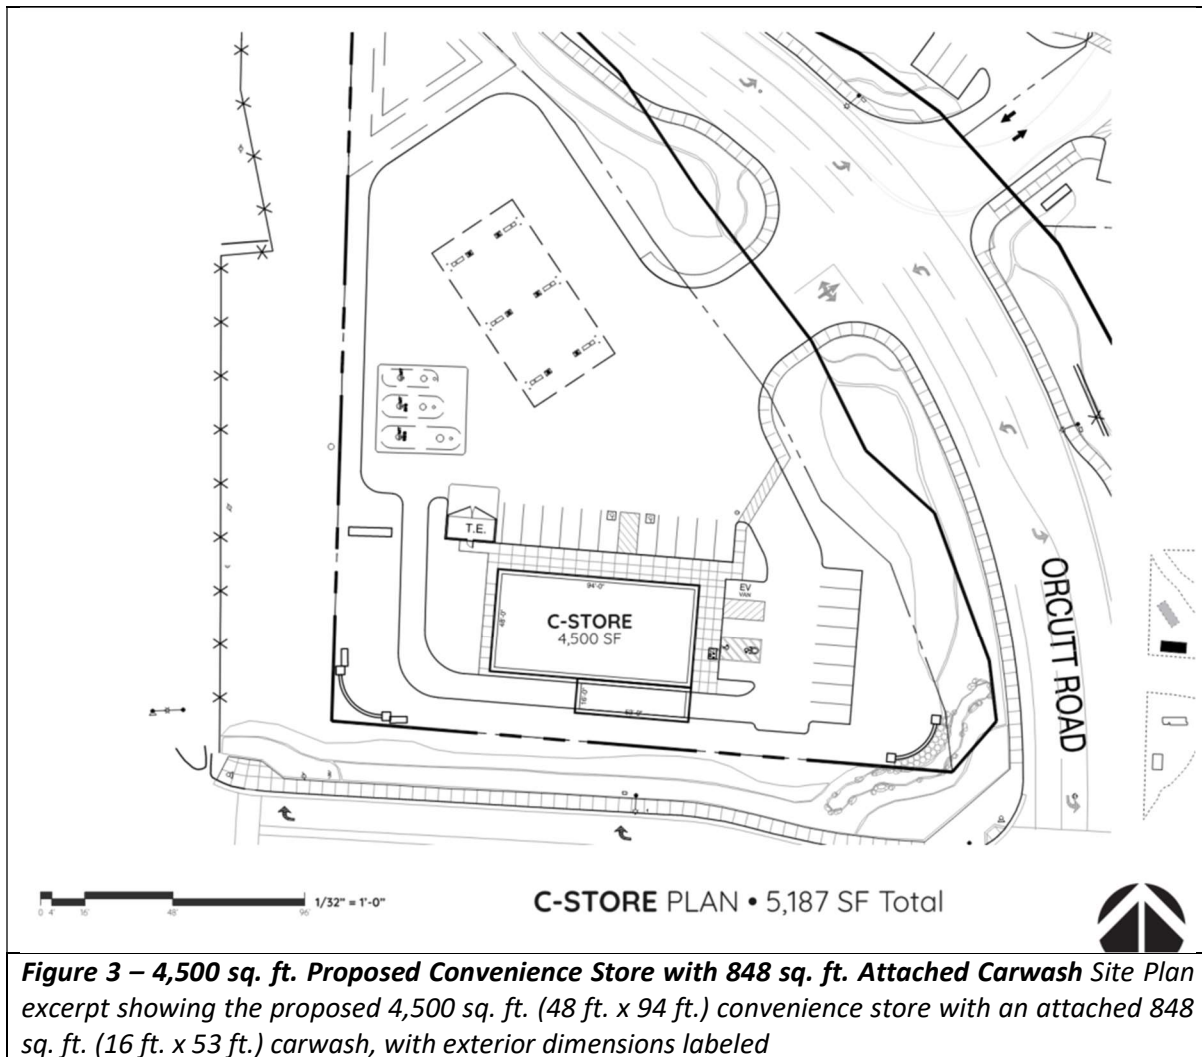 T.E.
EV
VAN
94'-0"
48'-0"
C-STORE
4,500 SF
16'-0"
ORCUTT ROAD
0 4' 16' 48' 96'
1/32" = 1'-0"
C-STORE PLAN • 5,187 SF Total
Figure 3 – 4,500 sq. ft. Proposed Convenience Store with 848 sq. ft. Attached Carwash Site Plan
excerpt showing the proposed 4,500 sq. ft. (48 ft. x 94 ft.) convenience store with an attached 848
sq. ft. (16 ft. x 53 ft.) carwash, with exterior dimensions labeled